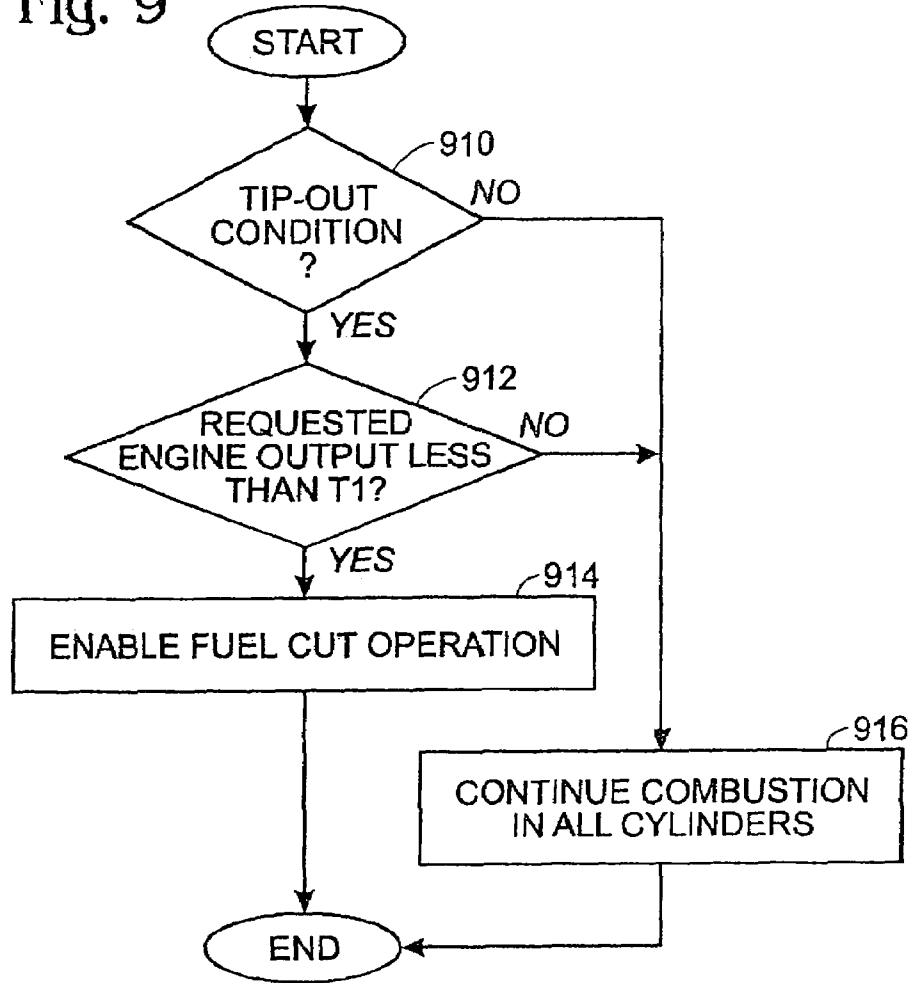 Fig. 9
START
910
TIP-OUT
CONDITION
?
NO
YES
912
REQUESTED
ENGINE OUTPUT LESS
THAN T1?
NO
YES
914
ENABLE FUEL CUT OPERATION
916
CONTINUE COMBUSTION
IN ALL CYLINDERS
END